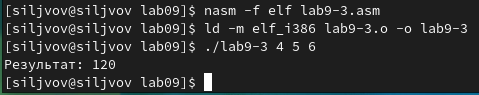 [siljvov@siljvov lab09]$ nasm -f elf lab9-3.asm
[siljvov@siljvov lab09]$ ld -m elf_i386 lab9-3.o -o lab9-3
[siljvov@siljvov lab09]$ ./lab9-3 4 5 6
Результат: 120
[siljvov@siljvov lab09]$